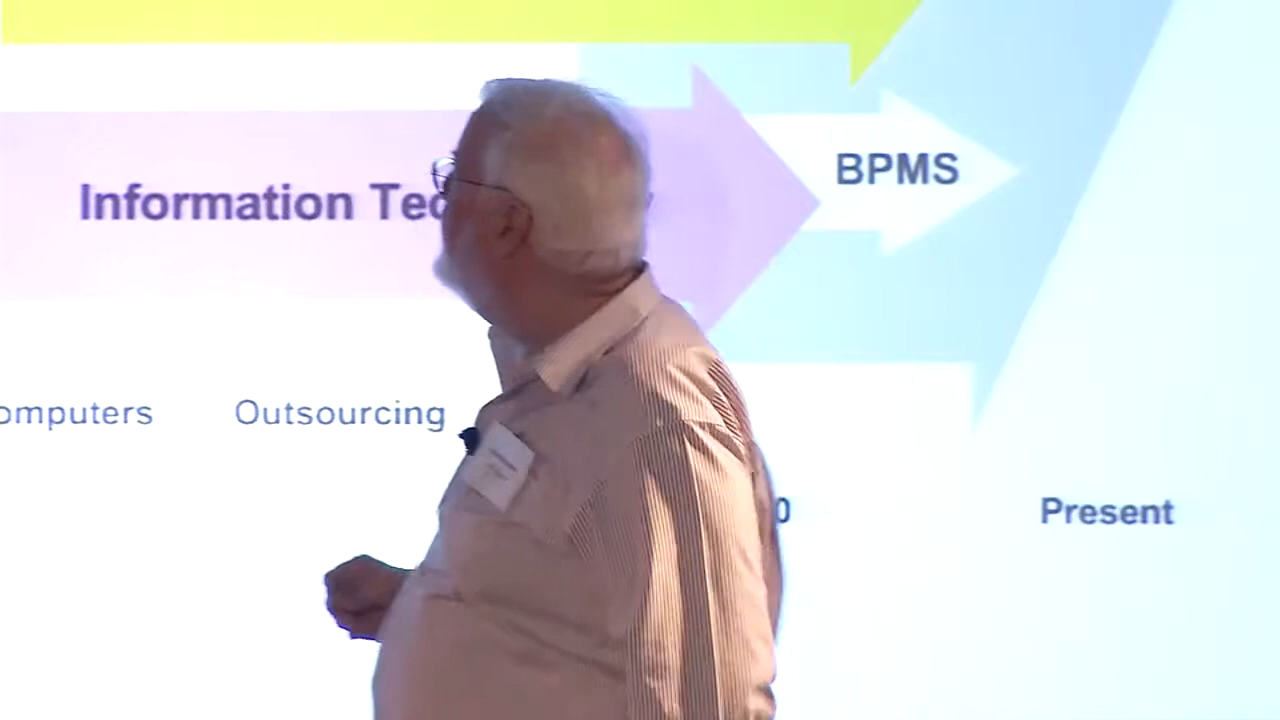 Information Tec
BPMS
omputers
Outsourcing
0
Present